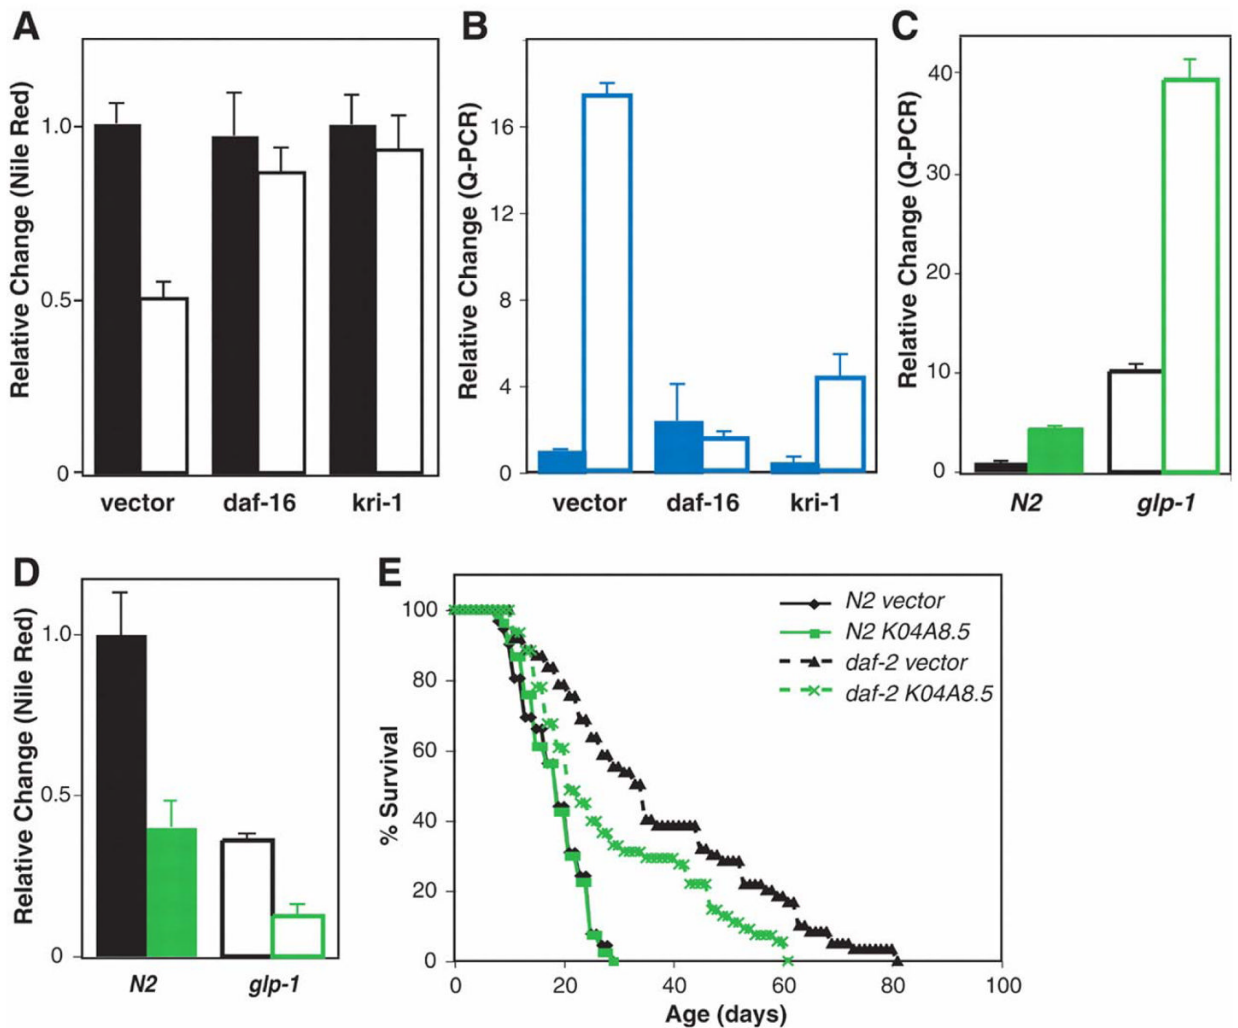 A
Relative Change (Nile Red)
1.0
0.5
0
vector daf-16 kri-1
B
Relative Change (Q-PCR)
16
12
8
4
0
vector daf-16 kri-1
C
Relative Change (Q-PCR)
40
30
20
10
0
N2 glp-1
D
Relative Change (Nile Red)
1.0
0.5
0
N2 glp-1
E
% Survival
100
80
60
40
20
0
N2 vector
N2 K04A8.5
daf-2 vector
daf-2 K04A8.5
0 20 40 60 80 100
Age (days)